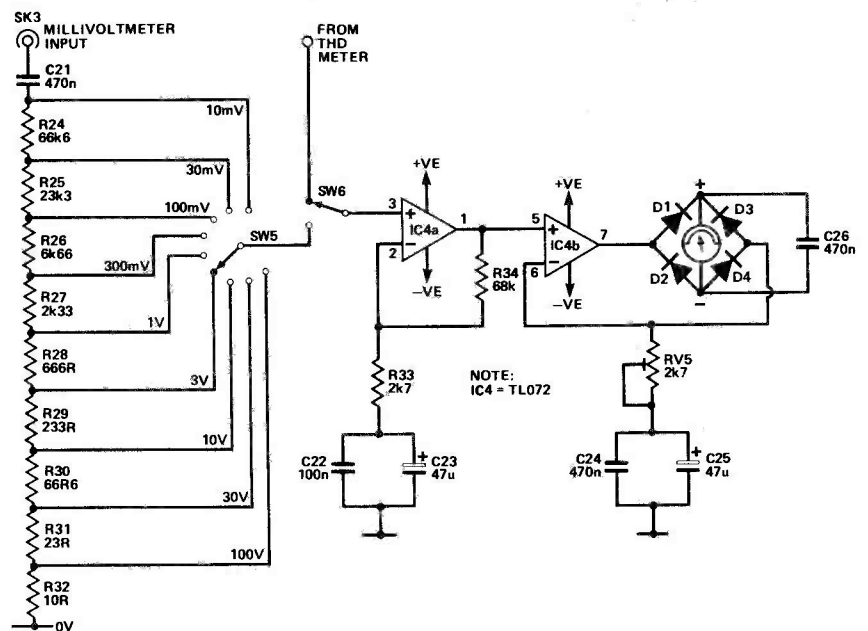 SK3
MILLIVOLTMETER
INPUT
FROM
THD
METER
C21
470n
10mV
R24
66k6
30mV
R25
23k3
100mV
SW6
+VE
+VE
3
+
IC4a
1
2
−
−VE
5
+
IC4b
7
6
−
−VE
+
D1
D3
D2
D4
−
C26
470n
SW5
R26
6k66
300mV
R34
68k
R27
2k33
1V
R28
666R
3V
R33
2k7
NOTE:
IC4 = TL072
RV5
2k7
R29
233R
10V
C22
100n
+
C23
47u
C24
470n
+
C25
47u
R30
66R6
30V
R31
23R
100V
R32
10R
0V